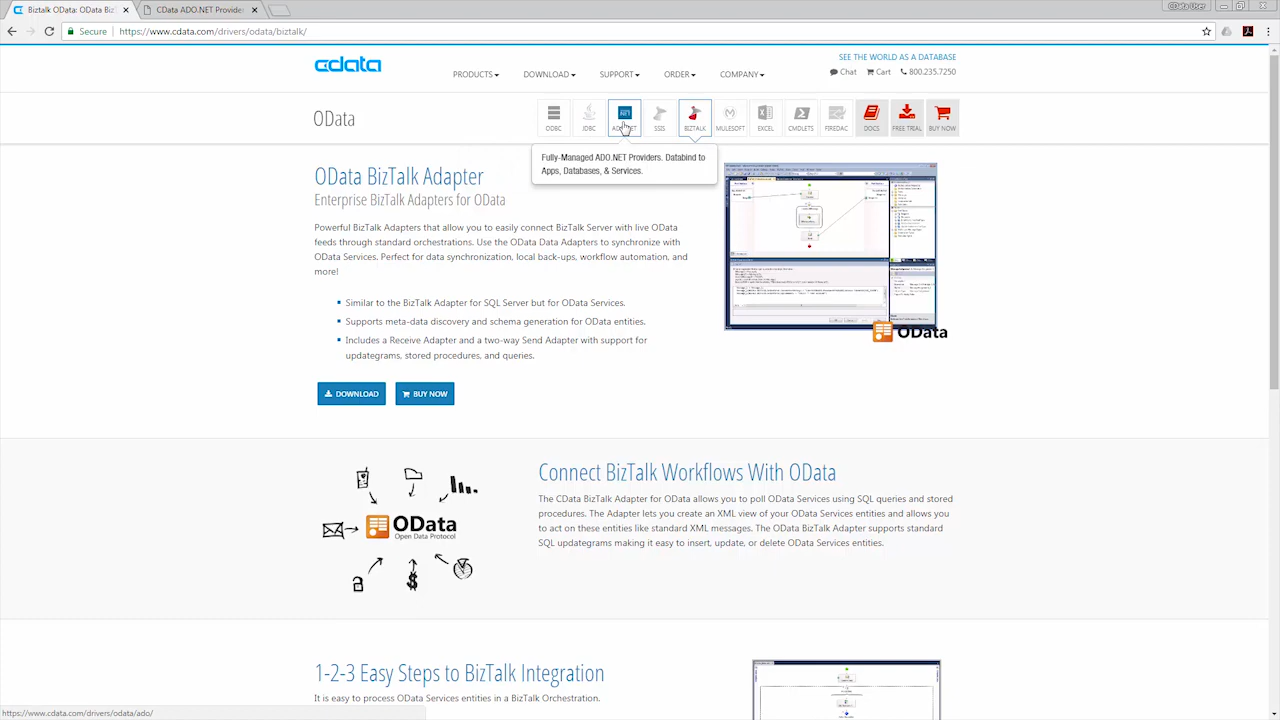 Biztalk OData: OData Biz
CData ADO.NET Provider
CData User
Secure
https://www.cdata.com/drivers/odata/biztalk/
cdata
PRODUCTS
DOWNLOAD
SUPPORT
ORDER
COMPANY
SEE THE WORLD AS A DATABASE
Chat
Cart
800.235.7250
OData
ODBC
JDBC
SSIS
BIZTALK
MULESOFT
EXCEL
CMDLETS
FIREDAC
DOCS
FREE TRIAL
BUY NOW
Fully-Managed ADO.NET Providers. Databind to
Apps, Databases, & Services.
OData BizTalk Adapter
Enterprise BizTalk Adapter for OData
Powerful BizTalk Adapters that allow you to easily connect BizTalk Server with live OData
feeds through standard orchestrations. Use the OData Data Adapters to synchronize with
OData Services. Perfect for data synchronization, local back-ups, workflow automation, and
more!
Similar to the BizTalk Adapter for SQL Server but for OData Services.
Supports meta-data discovery and schema generation for OData entities.
Includes a Receive Adapter and a two-way Send Adapter with support for
updategrams, stored procedures, and queries.
DOWNLOAD
BUY NOW
OData
OData
Open Data Protocol
Connect BizTalk Workflows With OData
The CData BizTalk Adapter for OData allows you to poll OData Services using SQL queries and stored
procedures. The Adapter lets you create an XML view of your OData Services entities and allows you
to act on these entities like standard XML messages. The OData BizTalk Adapter supports standard
SQL updategrams making it easy to insert, update, or delete OData Services entities.
1-2-3 Easy Steps to BizTalk Integration
It is easy to process OData Services entities in a BizTalk Orchestration.
https://www.cdata.com/drivers/odata/ado